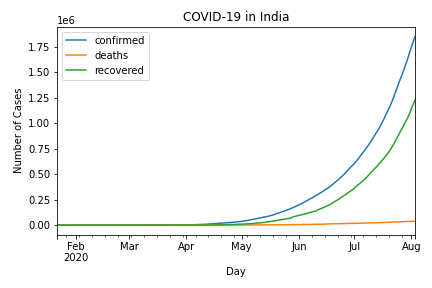 COVID-19 in India
1e6
confirmed
deaths
recovered
1.75
1.50
1.25
1.00
0.75
0.50
0.25
0.00
Number of Cases
Feb Mar Apr May Jun Jul Aug
2020
Day